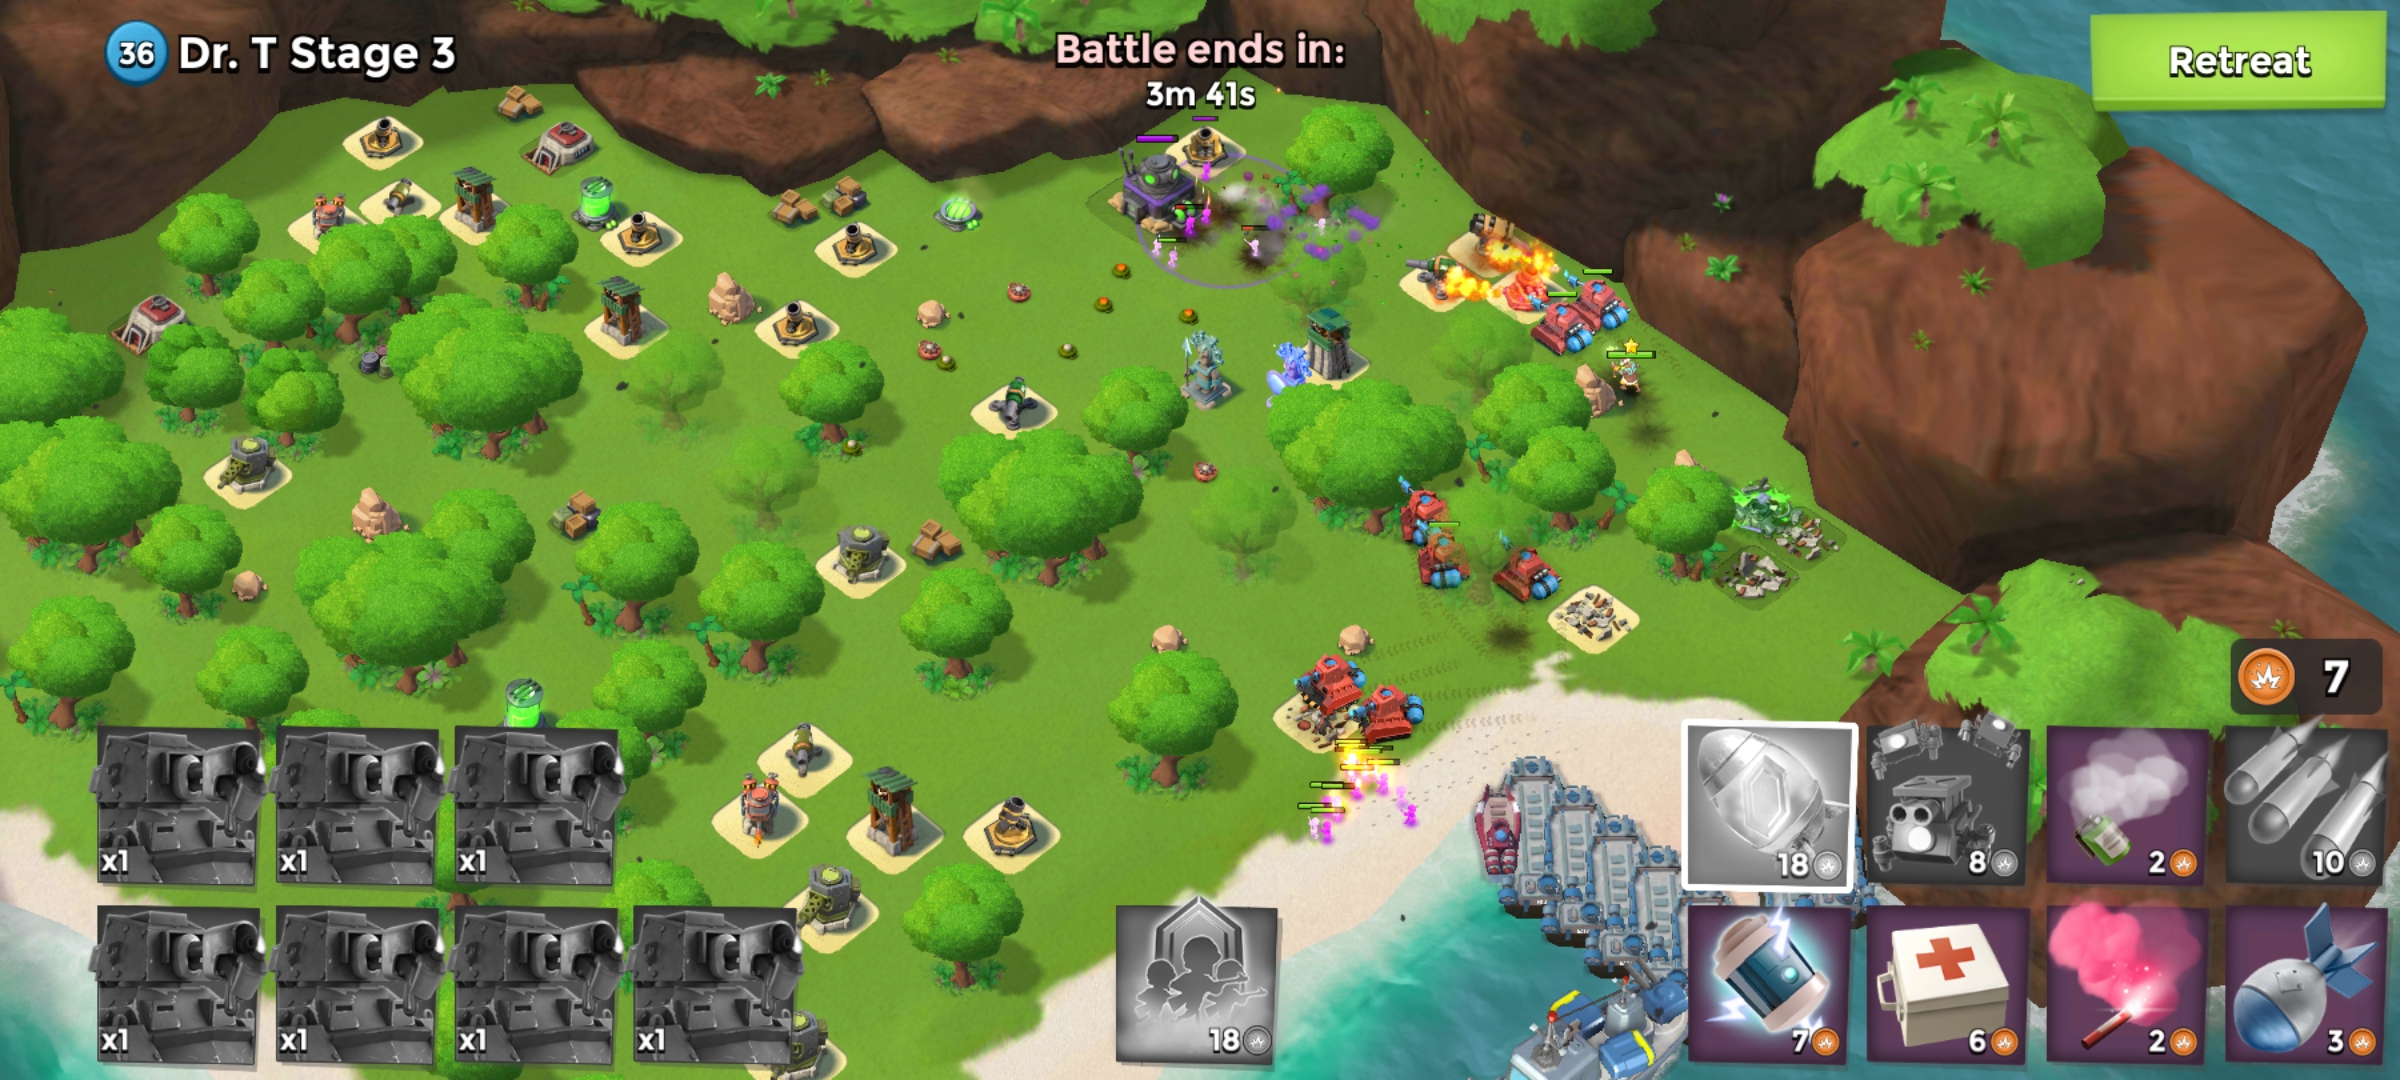 36 Dr. T Stage 3
Battle ends in:
3m 41s
Retreat
7
x1 x1 x1
18 8 2 10
x1 x1 x1 x1
18
7 6 2 3